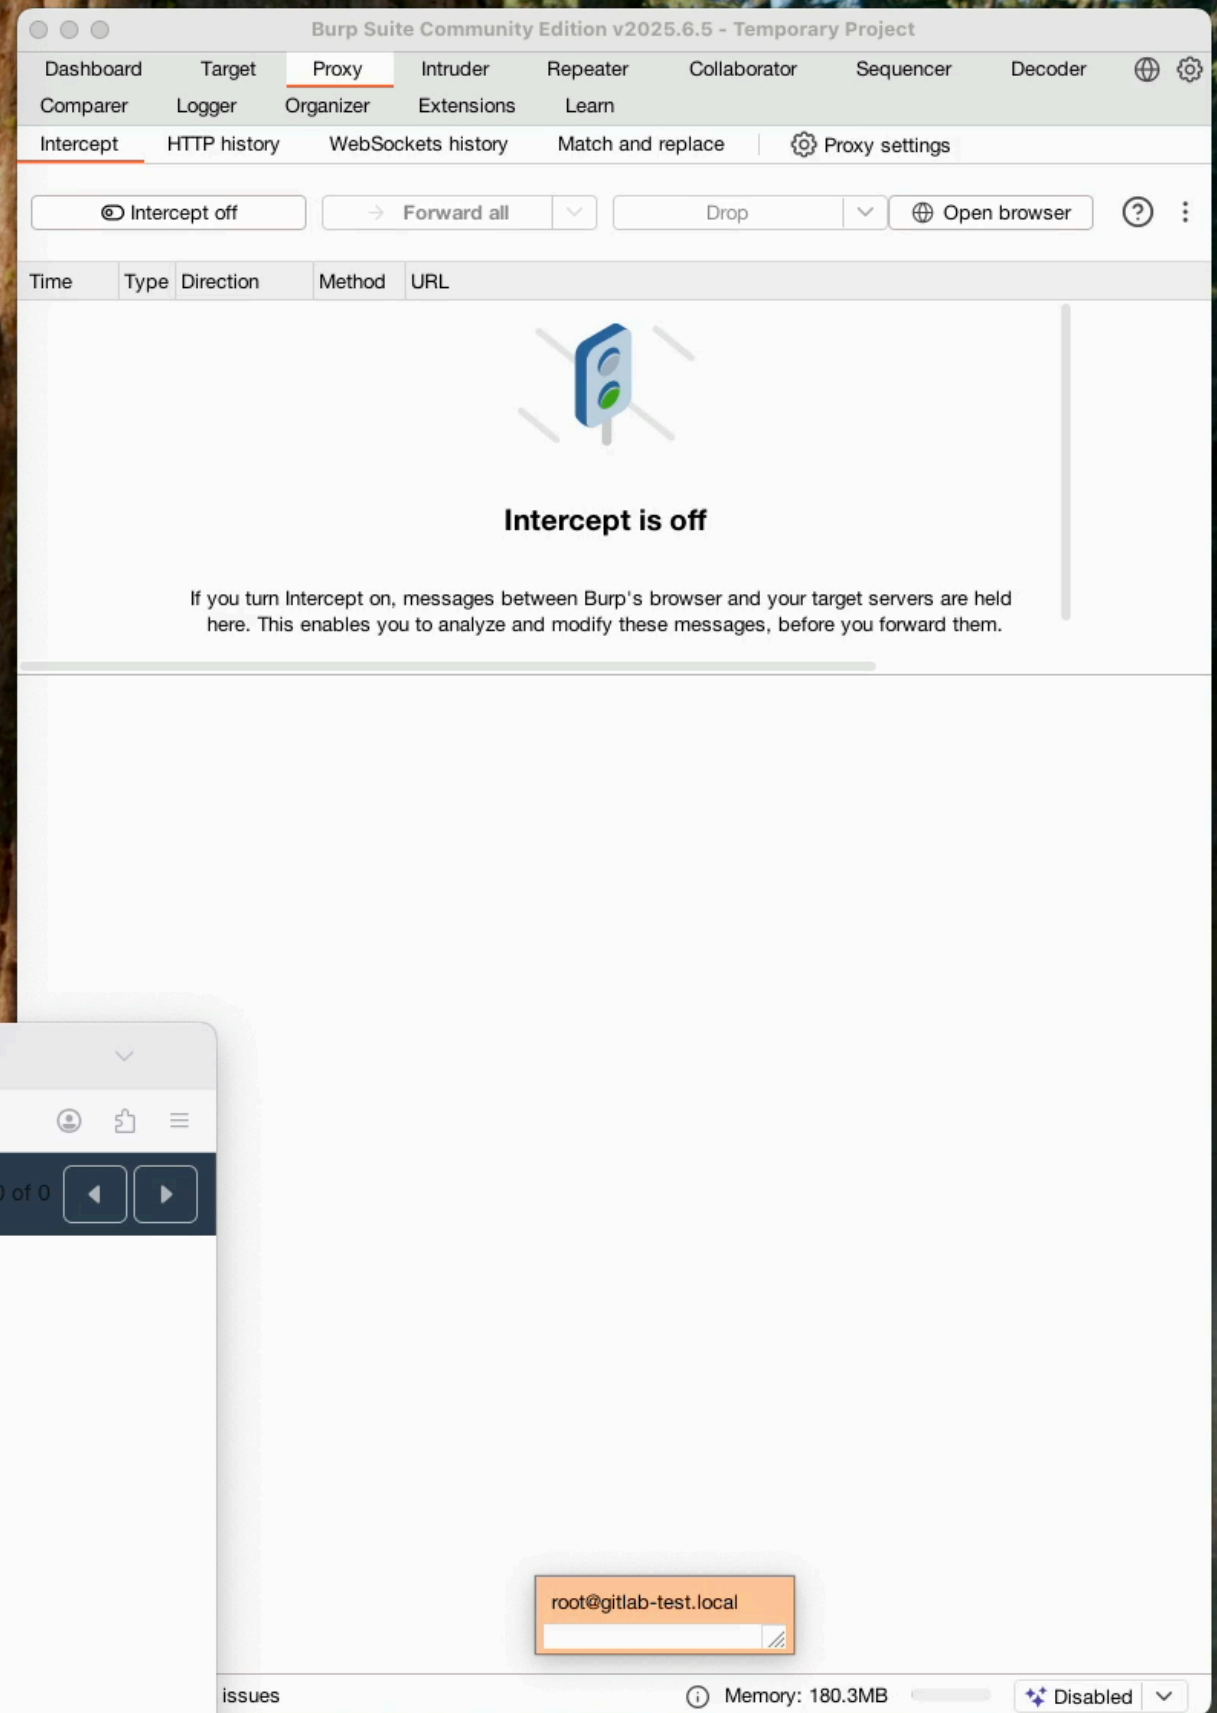 Burp Suite Community Edition v2025.6.5 - Temporary Project
Dashboard Target Proxy Intruder Repeater Collaborator Sequencer Decoder
Comparer Logger Organizer Extensions Learn
Intercept HTTP history WebSockets history Match and replace Proxy settings
Intercept off Forward all Drop Open browser
Time Type Direction Method URL
Intercept is off
If you turn Intercept on, messages between Burp's browser and your target servers are held
here. This enables you to analyze and modify these messages, before you forward them.
of 0
root@gitlab-test.local
issues Memory: 180.3MB Disabled